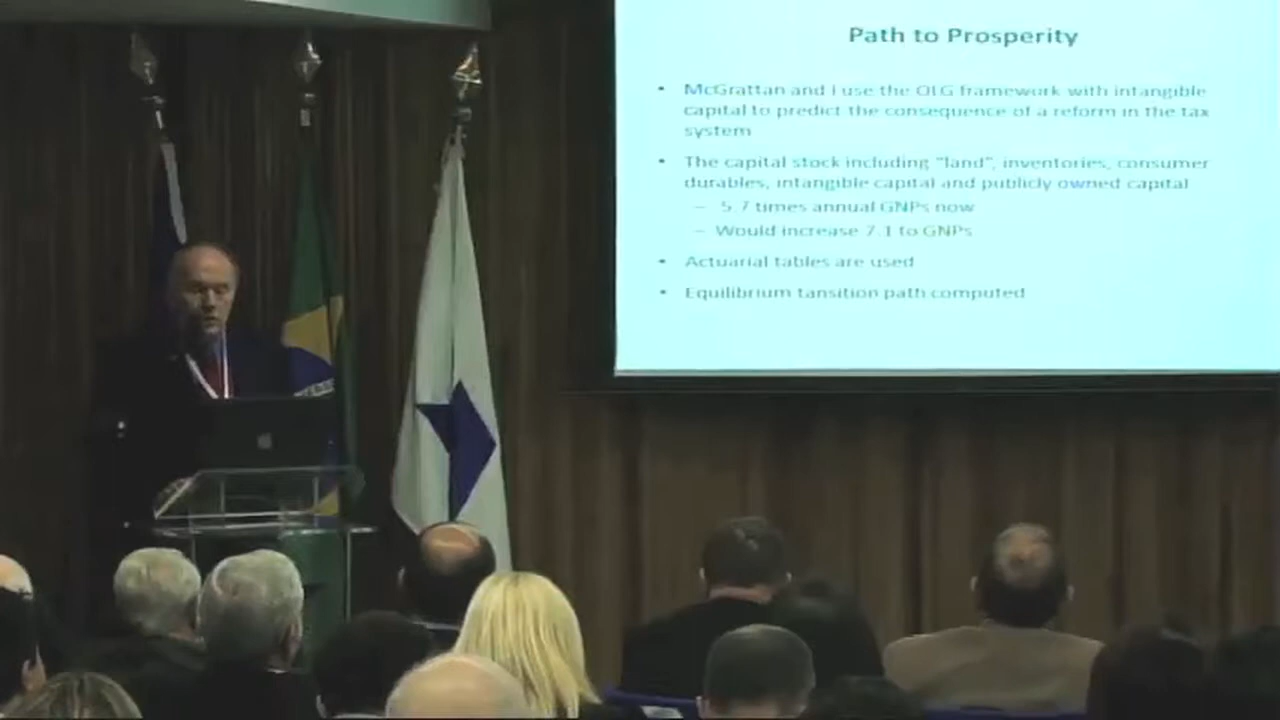 Path to Prosperity
• McGrattan and I use the OLG framework with intangible
capital to predict the consequence of a reform in the tax
system
• The capital stock including "land", inventories, consumer
durables, intangible capital and publicly owned capital
– 5.7 times annual GNPs now
– Would increase 7.1 to GNPs
• Actuarial tables are used
• Equilibrium tansition path computed